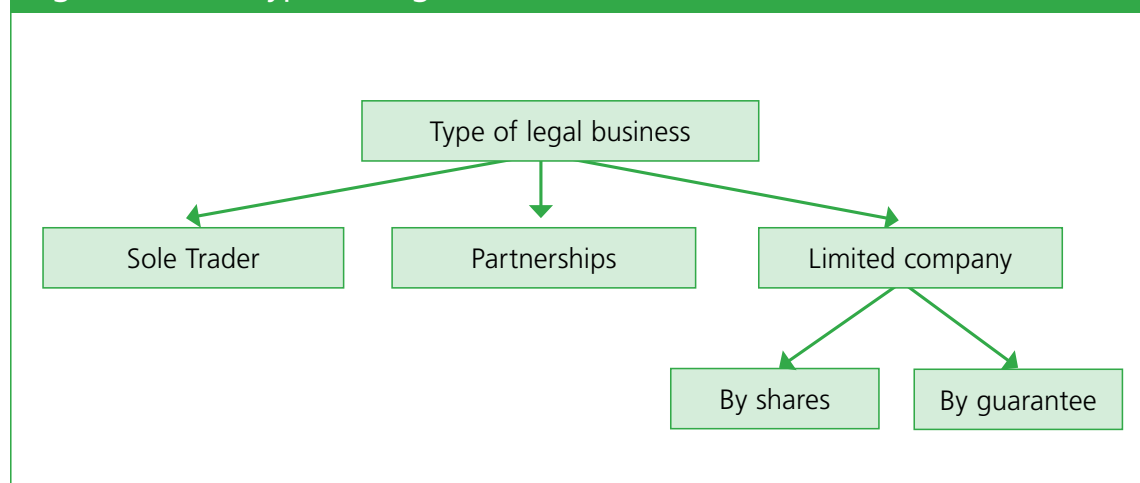 Type of legal business
Sole Trader
Partnerships
Limited company
By shares
By guarantee